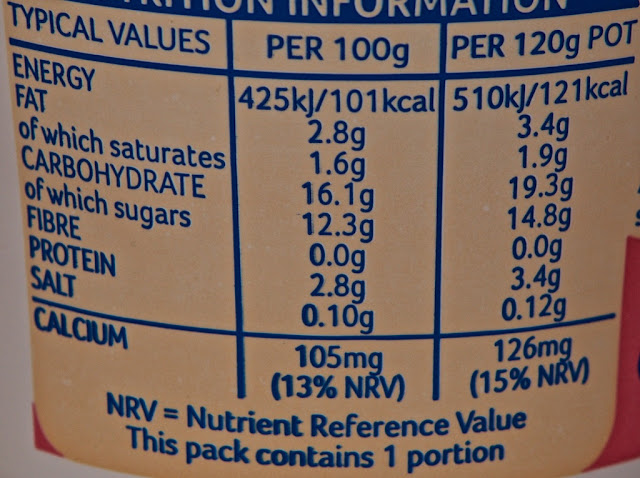 NUTRITION INFORMATION
TYPICAL VALUES PER 100g PER 120g POT
ENERGY 425kJ/101kcal 510kJ/121kcal
FAT 2.8g 3.4g
of which saturates 1.6g 1.9g
CARBOHYDRATE 16.1g 19.3g
of which sugars 12.3g 14.8g
FIBRE 0.0g 0.0g
PROTEIN 2.8g 3.4g
SALT 0.10g 0.12g
CALCIUM 105mg 126mg
(13% NRV) (15% NRV)
NRV = Nutrient Reference Value
This pack contains 1 portion